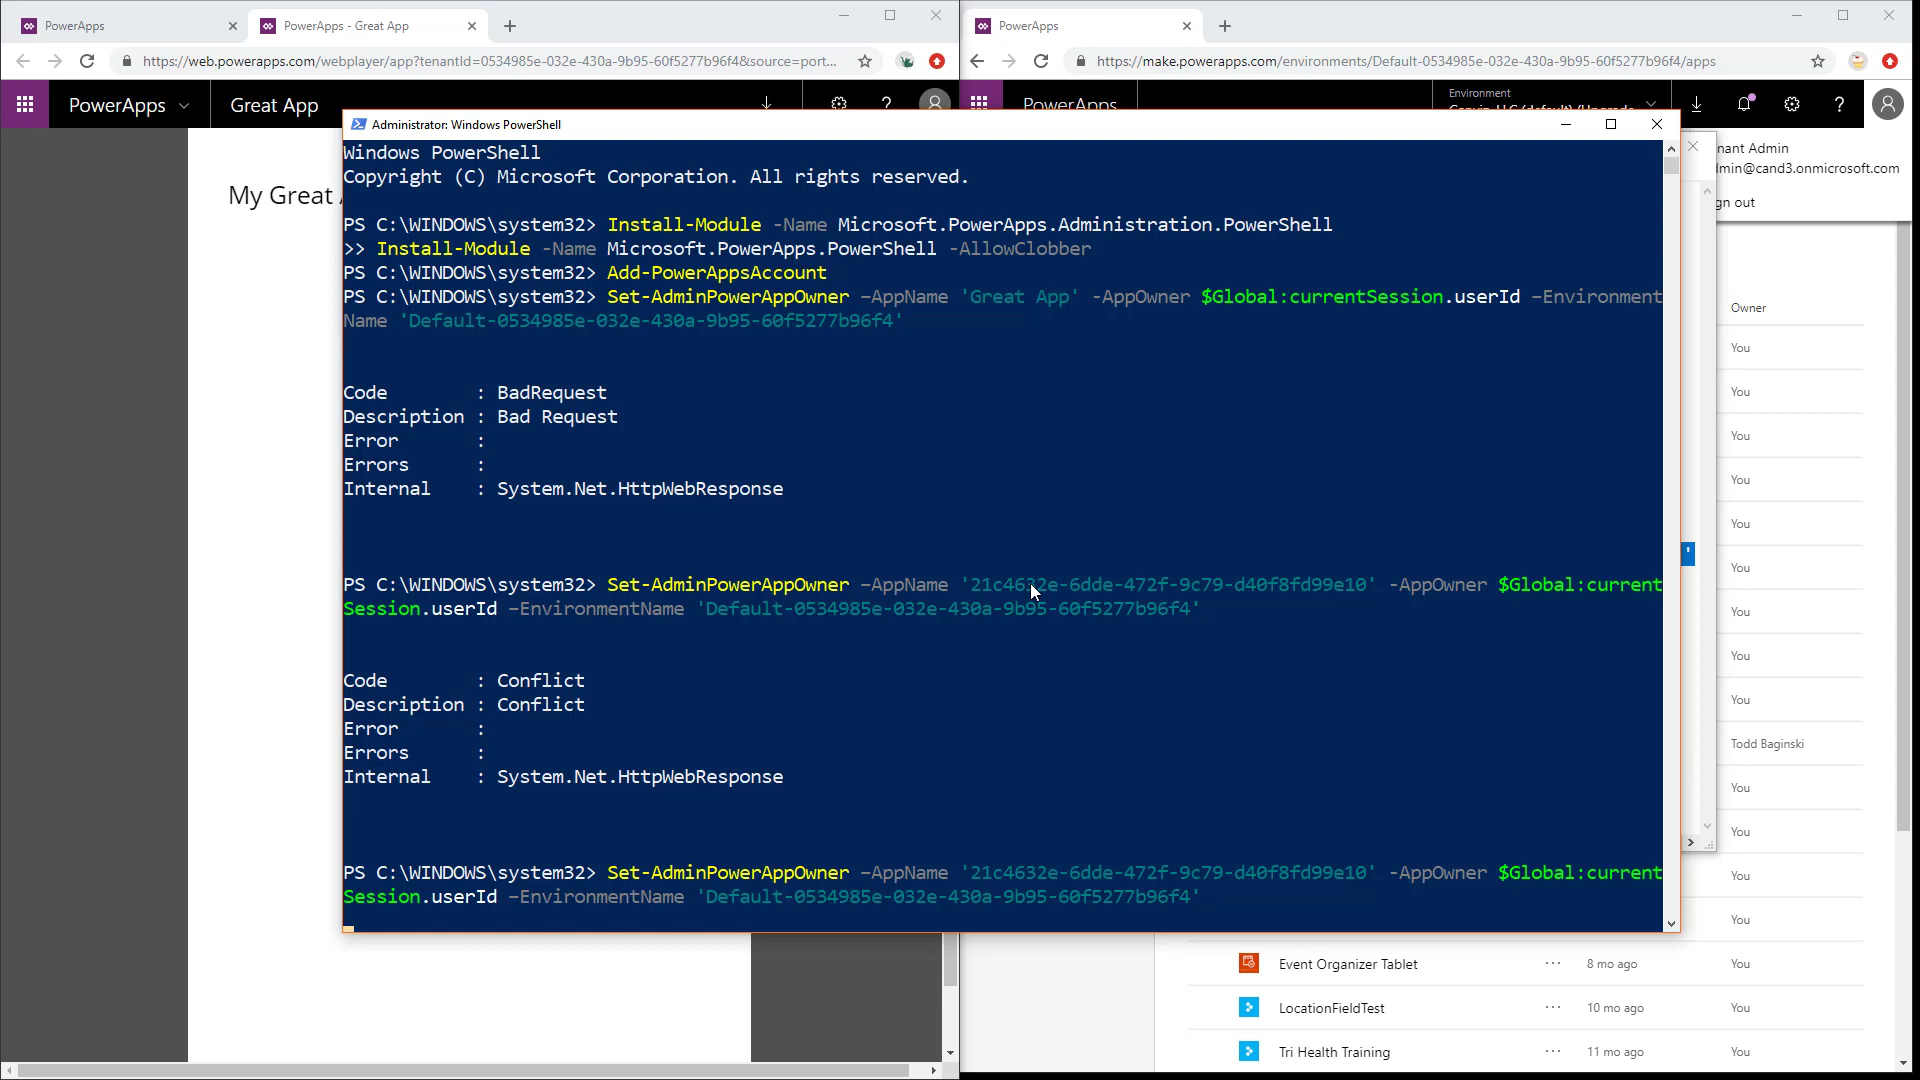 PowerApps
PowerApps - Great App
https://web.powerapps.com/webplayer/app?tenantId=0534985e-032e-430a-9b95-60f5277b96f4&source=port...
PowerApps
Great App
?
My Great
PowerApps
https://make.powerapps.com/environments/Default-0534985e-032e-430a-9b95-60f5277b96f4/apps
PowerApps
Environment
?
nant Admin
dmin@cand3.onmicrosoft.com
gn out
Administrator: Windows PowerShell
Windows PowerShell
Copyright (C) Microsoft Corporation. All rights reserved.
PS C:\WINDOWS\system32> Install-Module -Name Microsoft.PowerApps.Administration.PowerShell
>> Install-Module -Name Microsoft.PowerApps.PowerShell -AllowClobber
PS C:\WINDOWS\system32> Add-PowerAppsAccount
PS C:\WINDOWS\system32> Set-AdminPowerAppOwner –AppName 'Great App' -AppOwner $Global:currentSession.userId –Environment
Name 'Default-0534985e-032e-430a-9b95-60f5277b96f4'
Code : BadRequest
Description : Bad Request
Error :
Errors :
Internal : System.Net.HttpWebResponse
PS C:\WINDOWS\system32> Set-AdminPowerAppOwner –AppName '21c4632e-6dde-472f-9c79-d40f8fd99e10' -AppOwner $Global:current
Session.userId –EnvironmentName 'Default-0534985e-032e-430a-9b95-60f5277b96f4'
Code : Conflict
Description : Conflict
Error :
Errors :
Internal : System.Net.HttpWebResponse
PS C:\WINDOWS\system32> Set-AdminPowerAppOwner –AppName '21c4632e-6dde-472f-9c79-d40f8fd99e10' -AppOwner $Global:current
Session.userId –EnvironmentName 'Default-0534985e-032e-430a-9b95-60f5277b96f4'
Owner
You
You
You
You
You
You
You
You
You
Todd Baginski
You
You
You
You
Event Organizer Tablet ... 8 mo ago You
LocationFieldTest ... 10 mo ago You
Tri Health Training ... 11 mo ago You